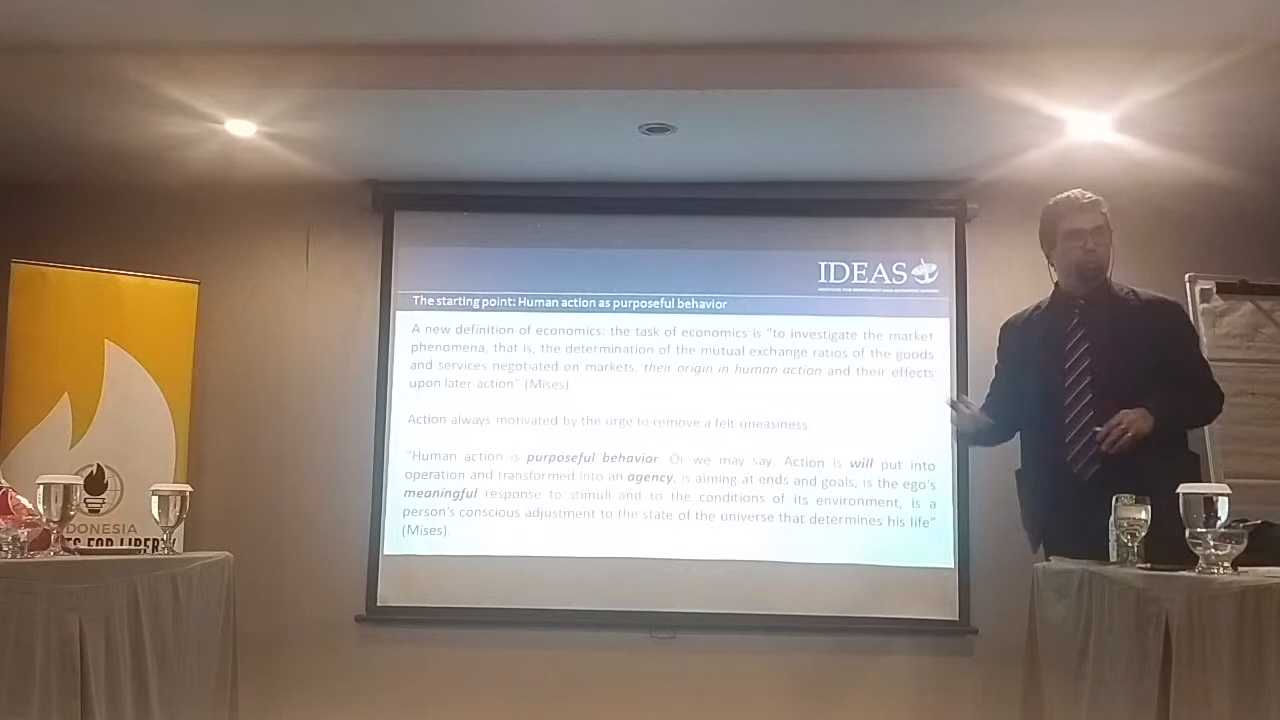 IDEAS
The starting point: Human action as purposeful behavior
A new definition of economics: the task of economics is "to investigate the market
phenomena, that is, the determination of the mutual exchange ratios of the goods
and services negotiated on markets, their origin in human action and their effects
upon later action" (Mises)
Action always motivated by the urge to remove a felt uneasiness.
"Human action is purposeful behavior. Or we may say: Action is will put into
operation and transformed into an agency, is aiming at ends and goals, is the ego's
meaningful response to stimuli and to the conditions of its environment, is a
person's conscious adjustment to the state of the universe that determines his life"
(Mises).
DONESIA
FOR LIBERTY